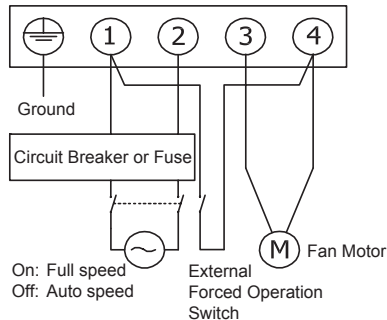 1 2 3 4
Ground
Circuit Breaker or Fuse
M
Fan Motor
On: Full speed
Off: Auto speed
External
Forced Operation
Switch